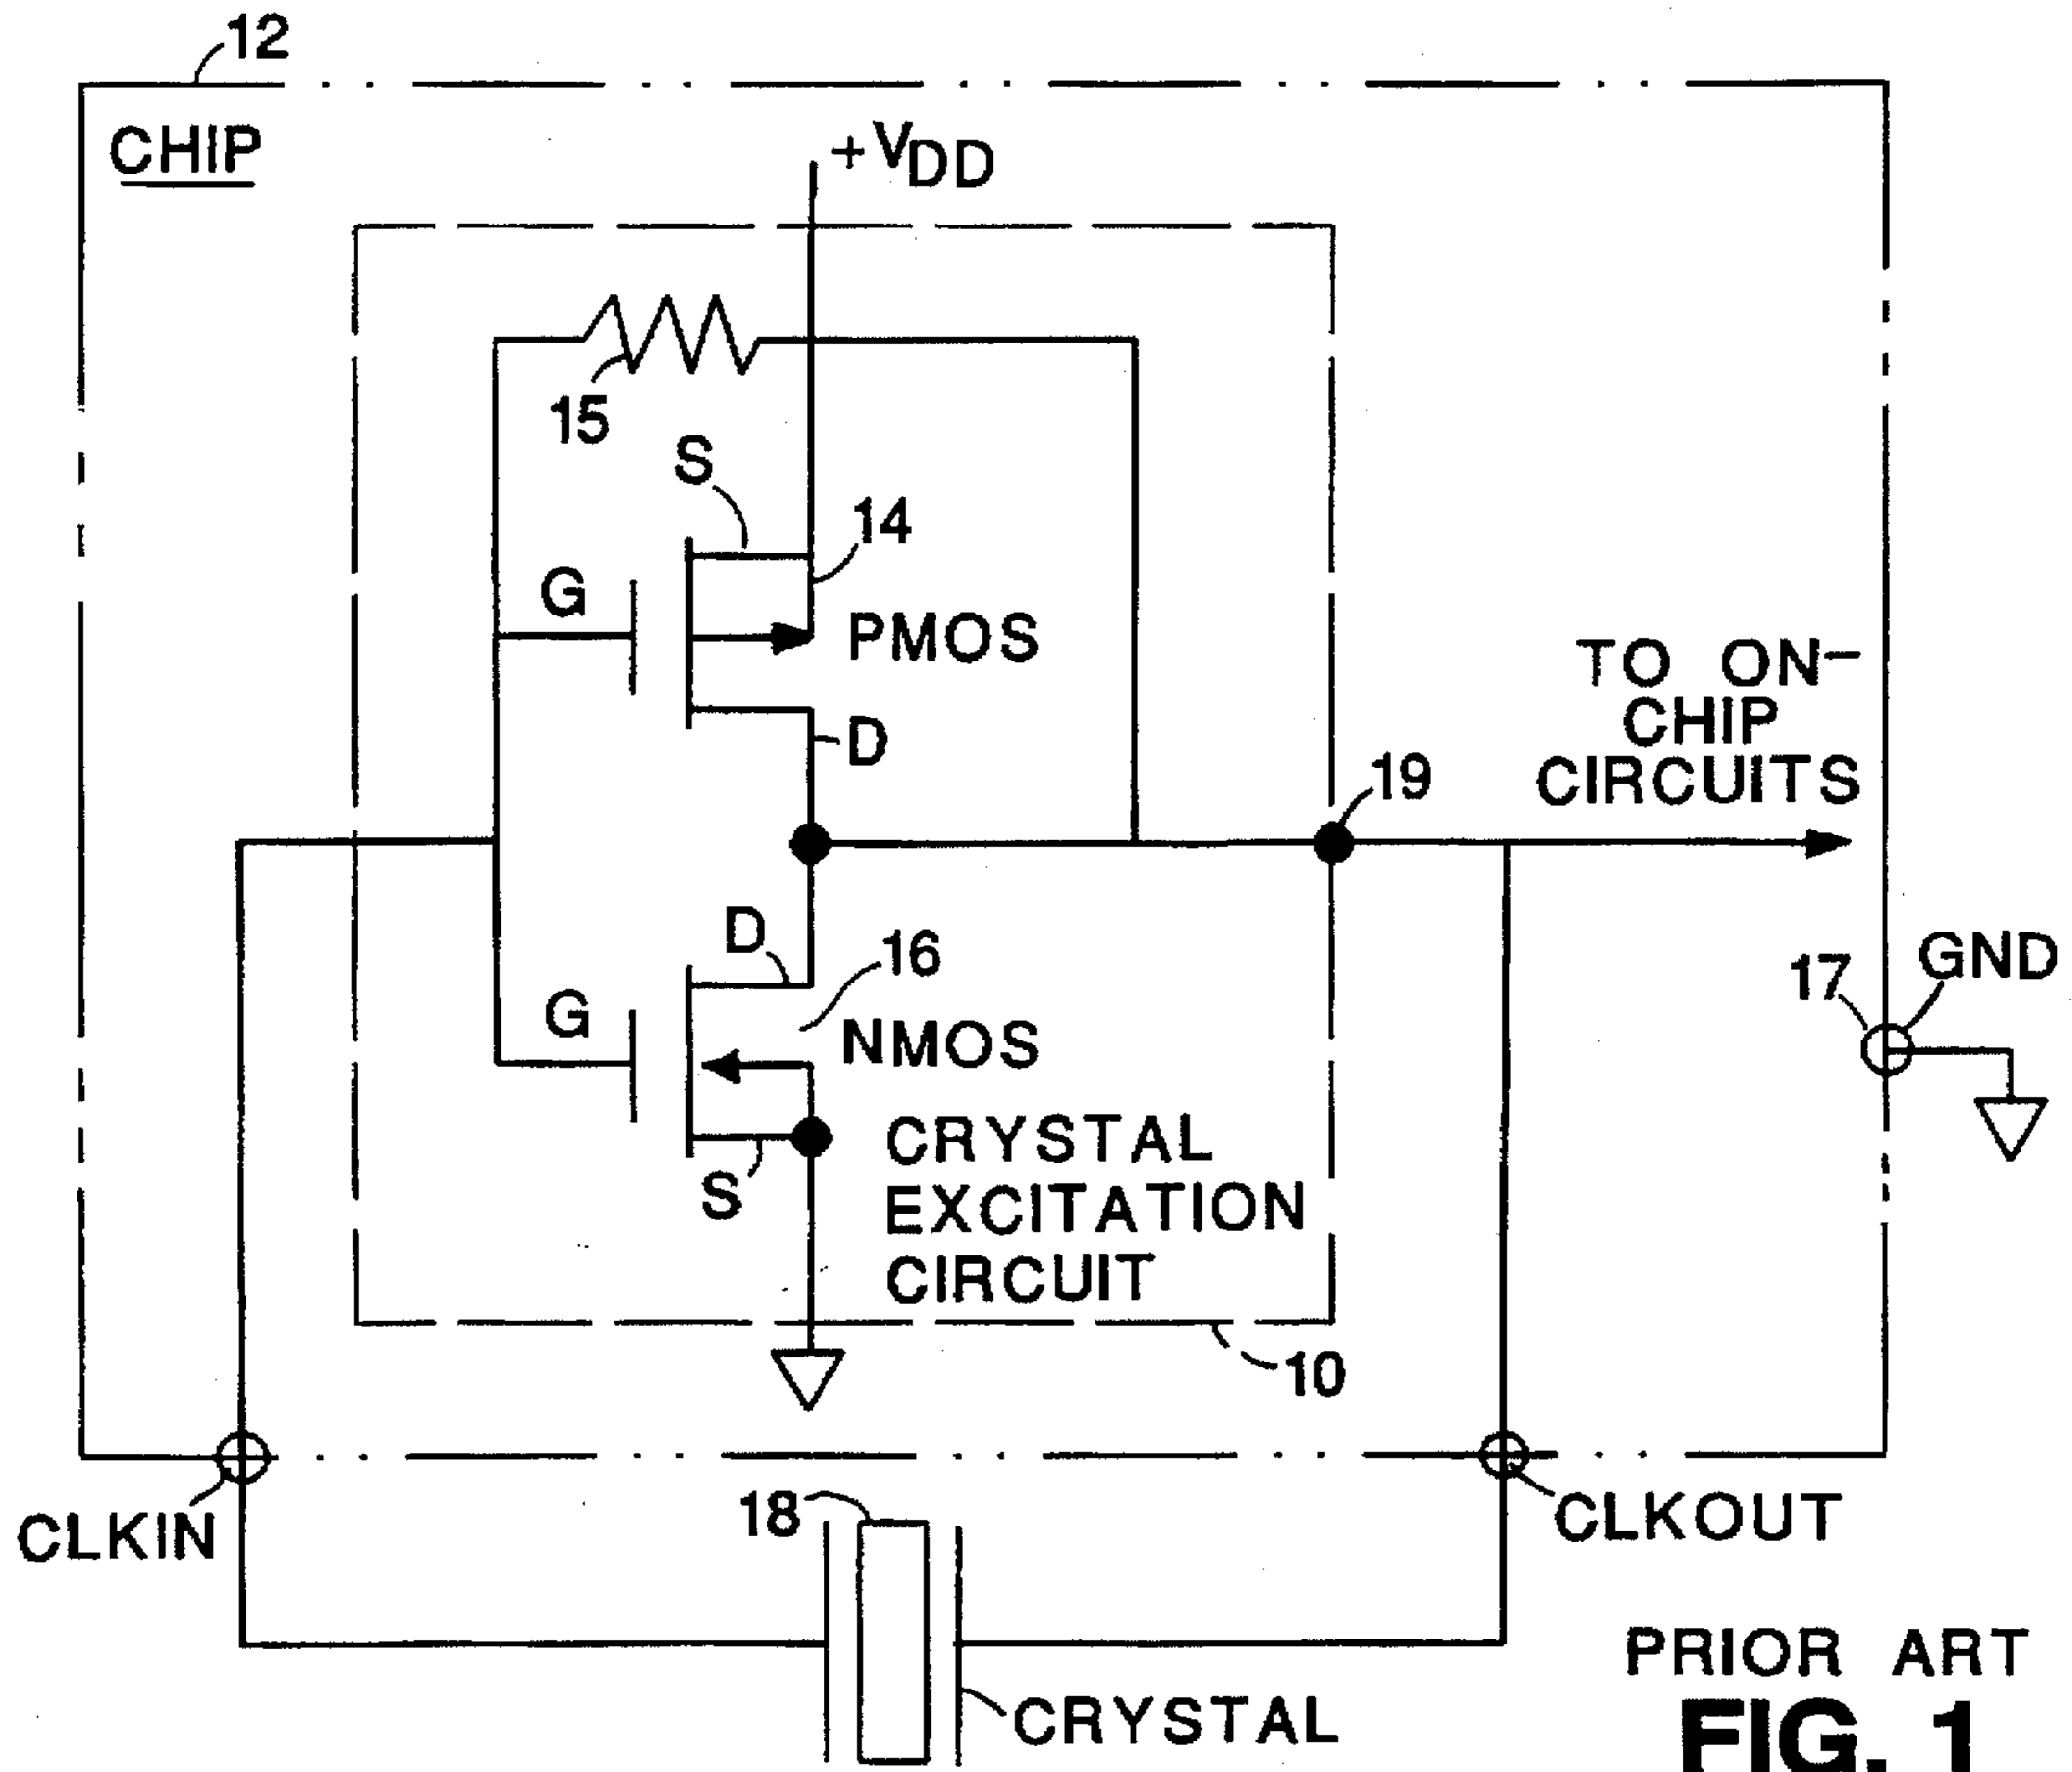 12
CHIP
+VDD
15
S
14
G
PMOS
D
TO ON-
CHIP
CIRCUITS
19
D
16
G
NMOS
17
GND
S
CRYSTAL
EXCITATION
CIRCUIT
10
CLKIN
18
CLKOUT
CRYSTAL
PRIOR ART
FIG. 1